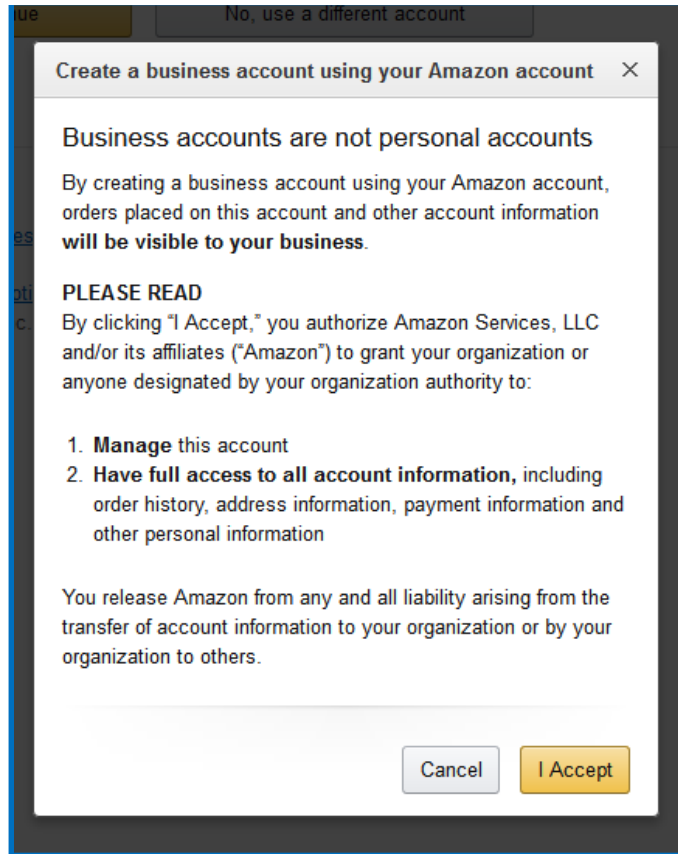 ue
No, use a different account
Create a business account using your Amazon account
Business accounts are not personal accounts
By creating a business account using your Amazon account,
orders placed on this account and other account information
will be visible to your business.
es
PLEASE READ
oti
By clicking “I Accept,” you authorize Amazon Services, LLC
c.
and/or its affiliates (“Amazon”) to grant your organization or
anyone designated by your organization authority to:
1. Manage this account
2. Have full access to all account information, including
order history, address information, payment information and
other personal information
You release Amazon from any and all liability arising from the
transfer of account information to your organization or by your
organization to others.
Cancel
I Accept